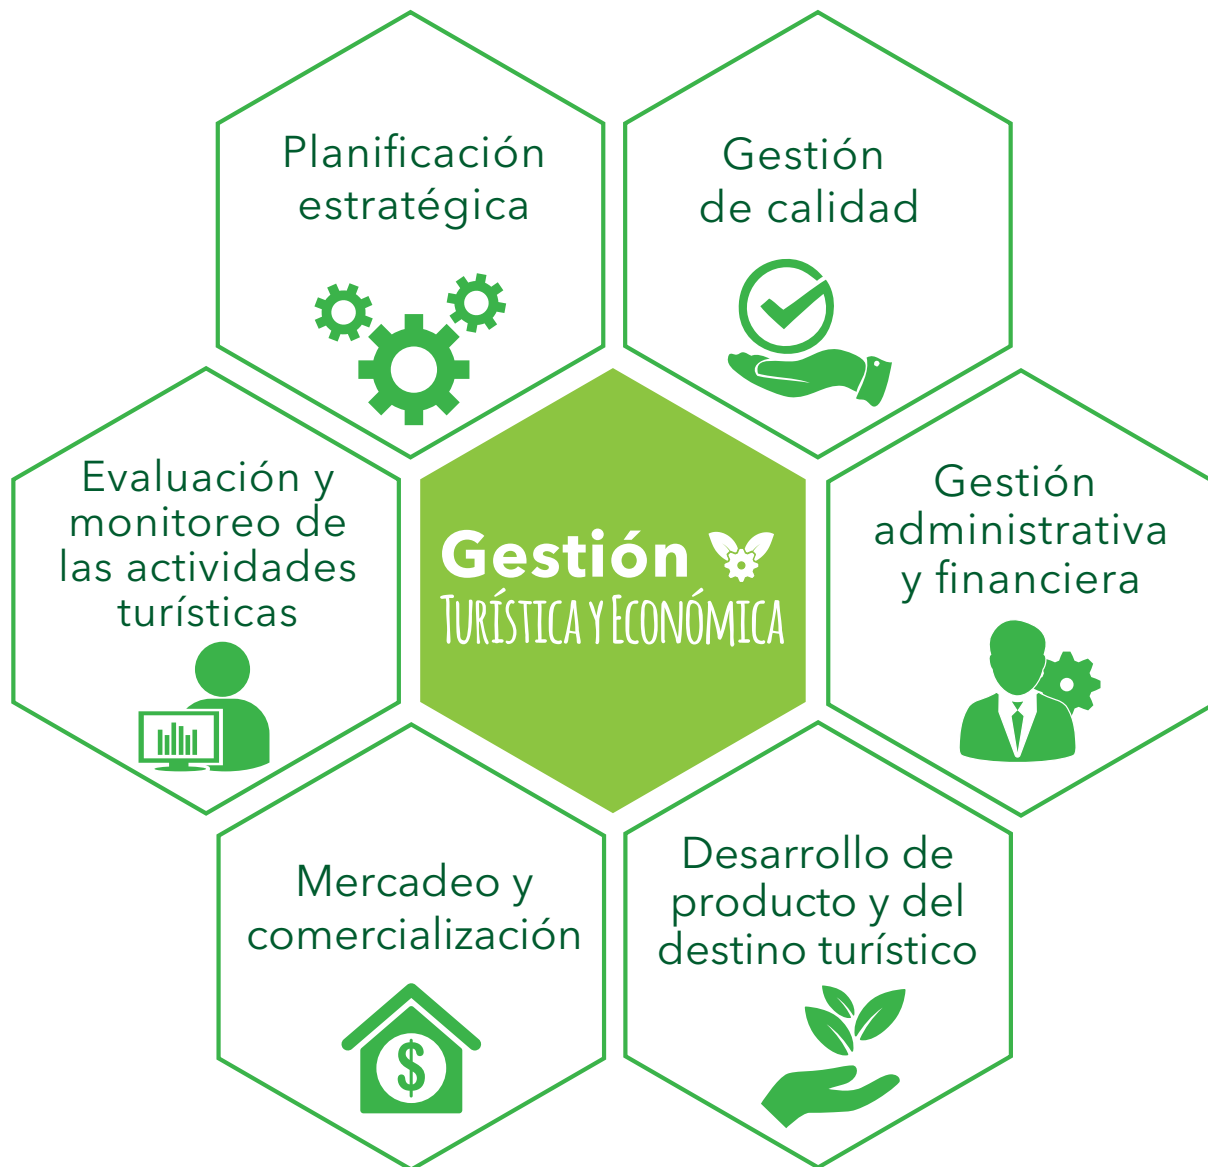 Planificación
estratégica
Gestión
de calidad
Evaluación y
monitoreo de
las actividades
turísticas
Gestión
TURÍSTICA Y ECONÓMICA
Gestión
administrativa
y financiera
Mercadeo y
comercialización
$
Desarrollo de
producto y del
destino turístico